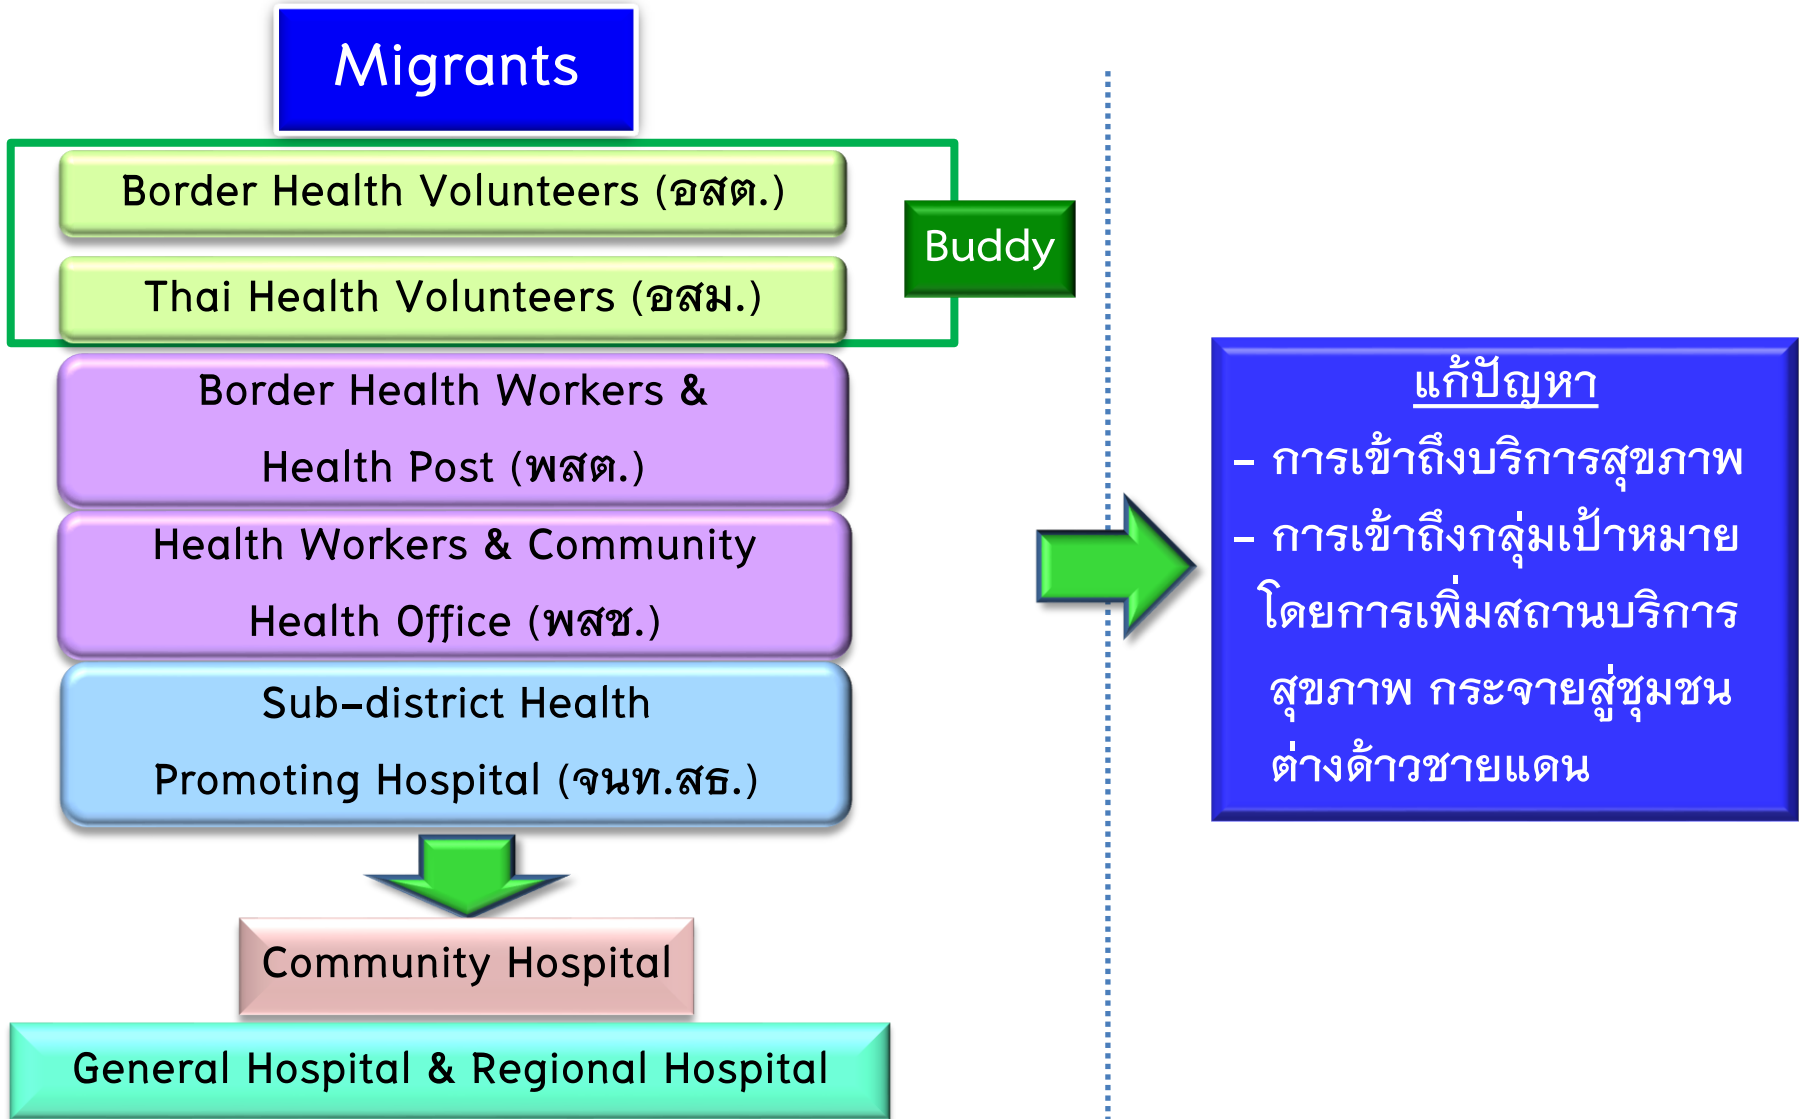 Migrants
Border Health Volunteers (อสต.)
Buddy
Thai Health Volunteers (อสม.)
Border Health Workers &
Health Post (พสต.)
Health Workers & Community
Health Office (พสช.)
Sub-district Health
Promoting Hospital (จนท.สธ.)
Community Hospital
General Hospital & Regional Hospital
แก้ปัญหา
- การเข้าถึงบริการสุขภาพ
- การเข้าถึงกลุ่มเป้าหมาย
โดยการเพิ่มสถานบริการ
สุขภาพ กระจายสู่ชุมชน
ต่างด้าวชายแดน